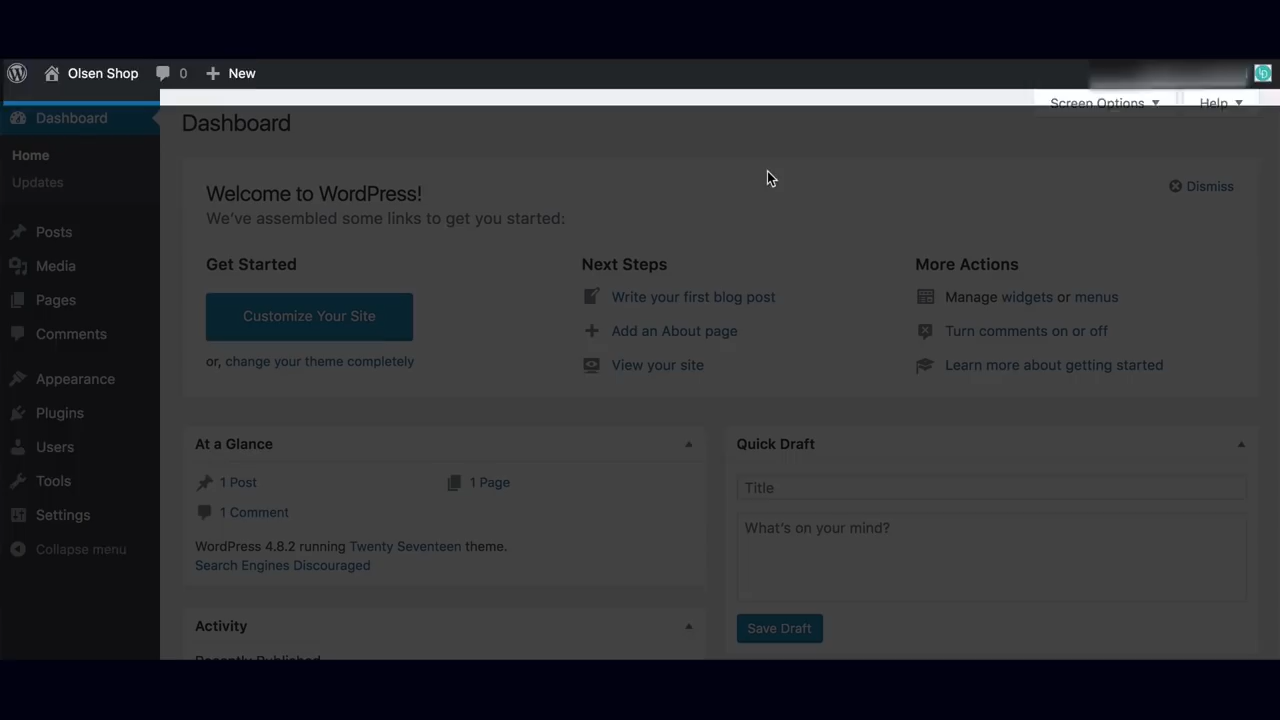 Olsen Shop 0 New
Screen Options Help
Dashboard
Home
Updates
Posts
Media
Pages
Comments
Appearance
Plugins
Users
Tools
Settings
Collapse menu
Dashboard
Welcome to WordPress!
We've assembled some links to get you started:
Dismiss
Get Started
Customize Your Site
or, change your theme completely
Next Steps
Write your first blog post
Add an About page
View your site
More Actions
Manage widgets or menus
Turn comments on or off
Learn more about getting started
At a Glance
1 Post 1 Page
1 Comment
WordPress 4.8.2 running Twenty Seventeen theme.
Search Engines Discouraged
Activity
Recently Published
Quick Draft
Title
What's on your mind?
Save Draft